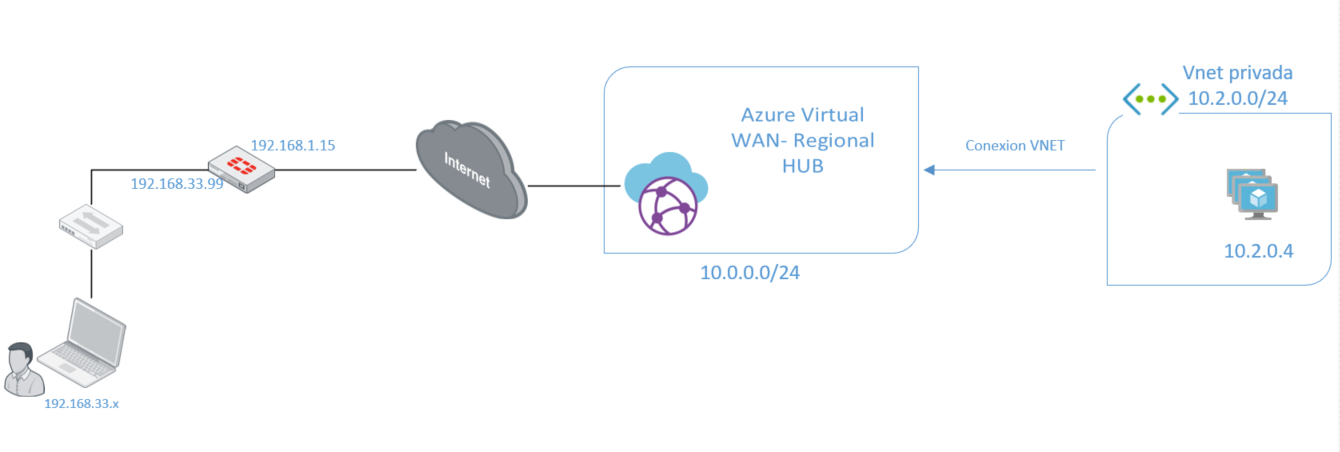 192.168.1.15
192.168.33.99
192.168.33.x
Internet
Azure Virtual
WAN- Regional
HUB
10.0.0.0/24
Conexion VNET
Vnet privada
10.2.0.0/24
10.2.0.4